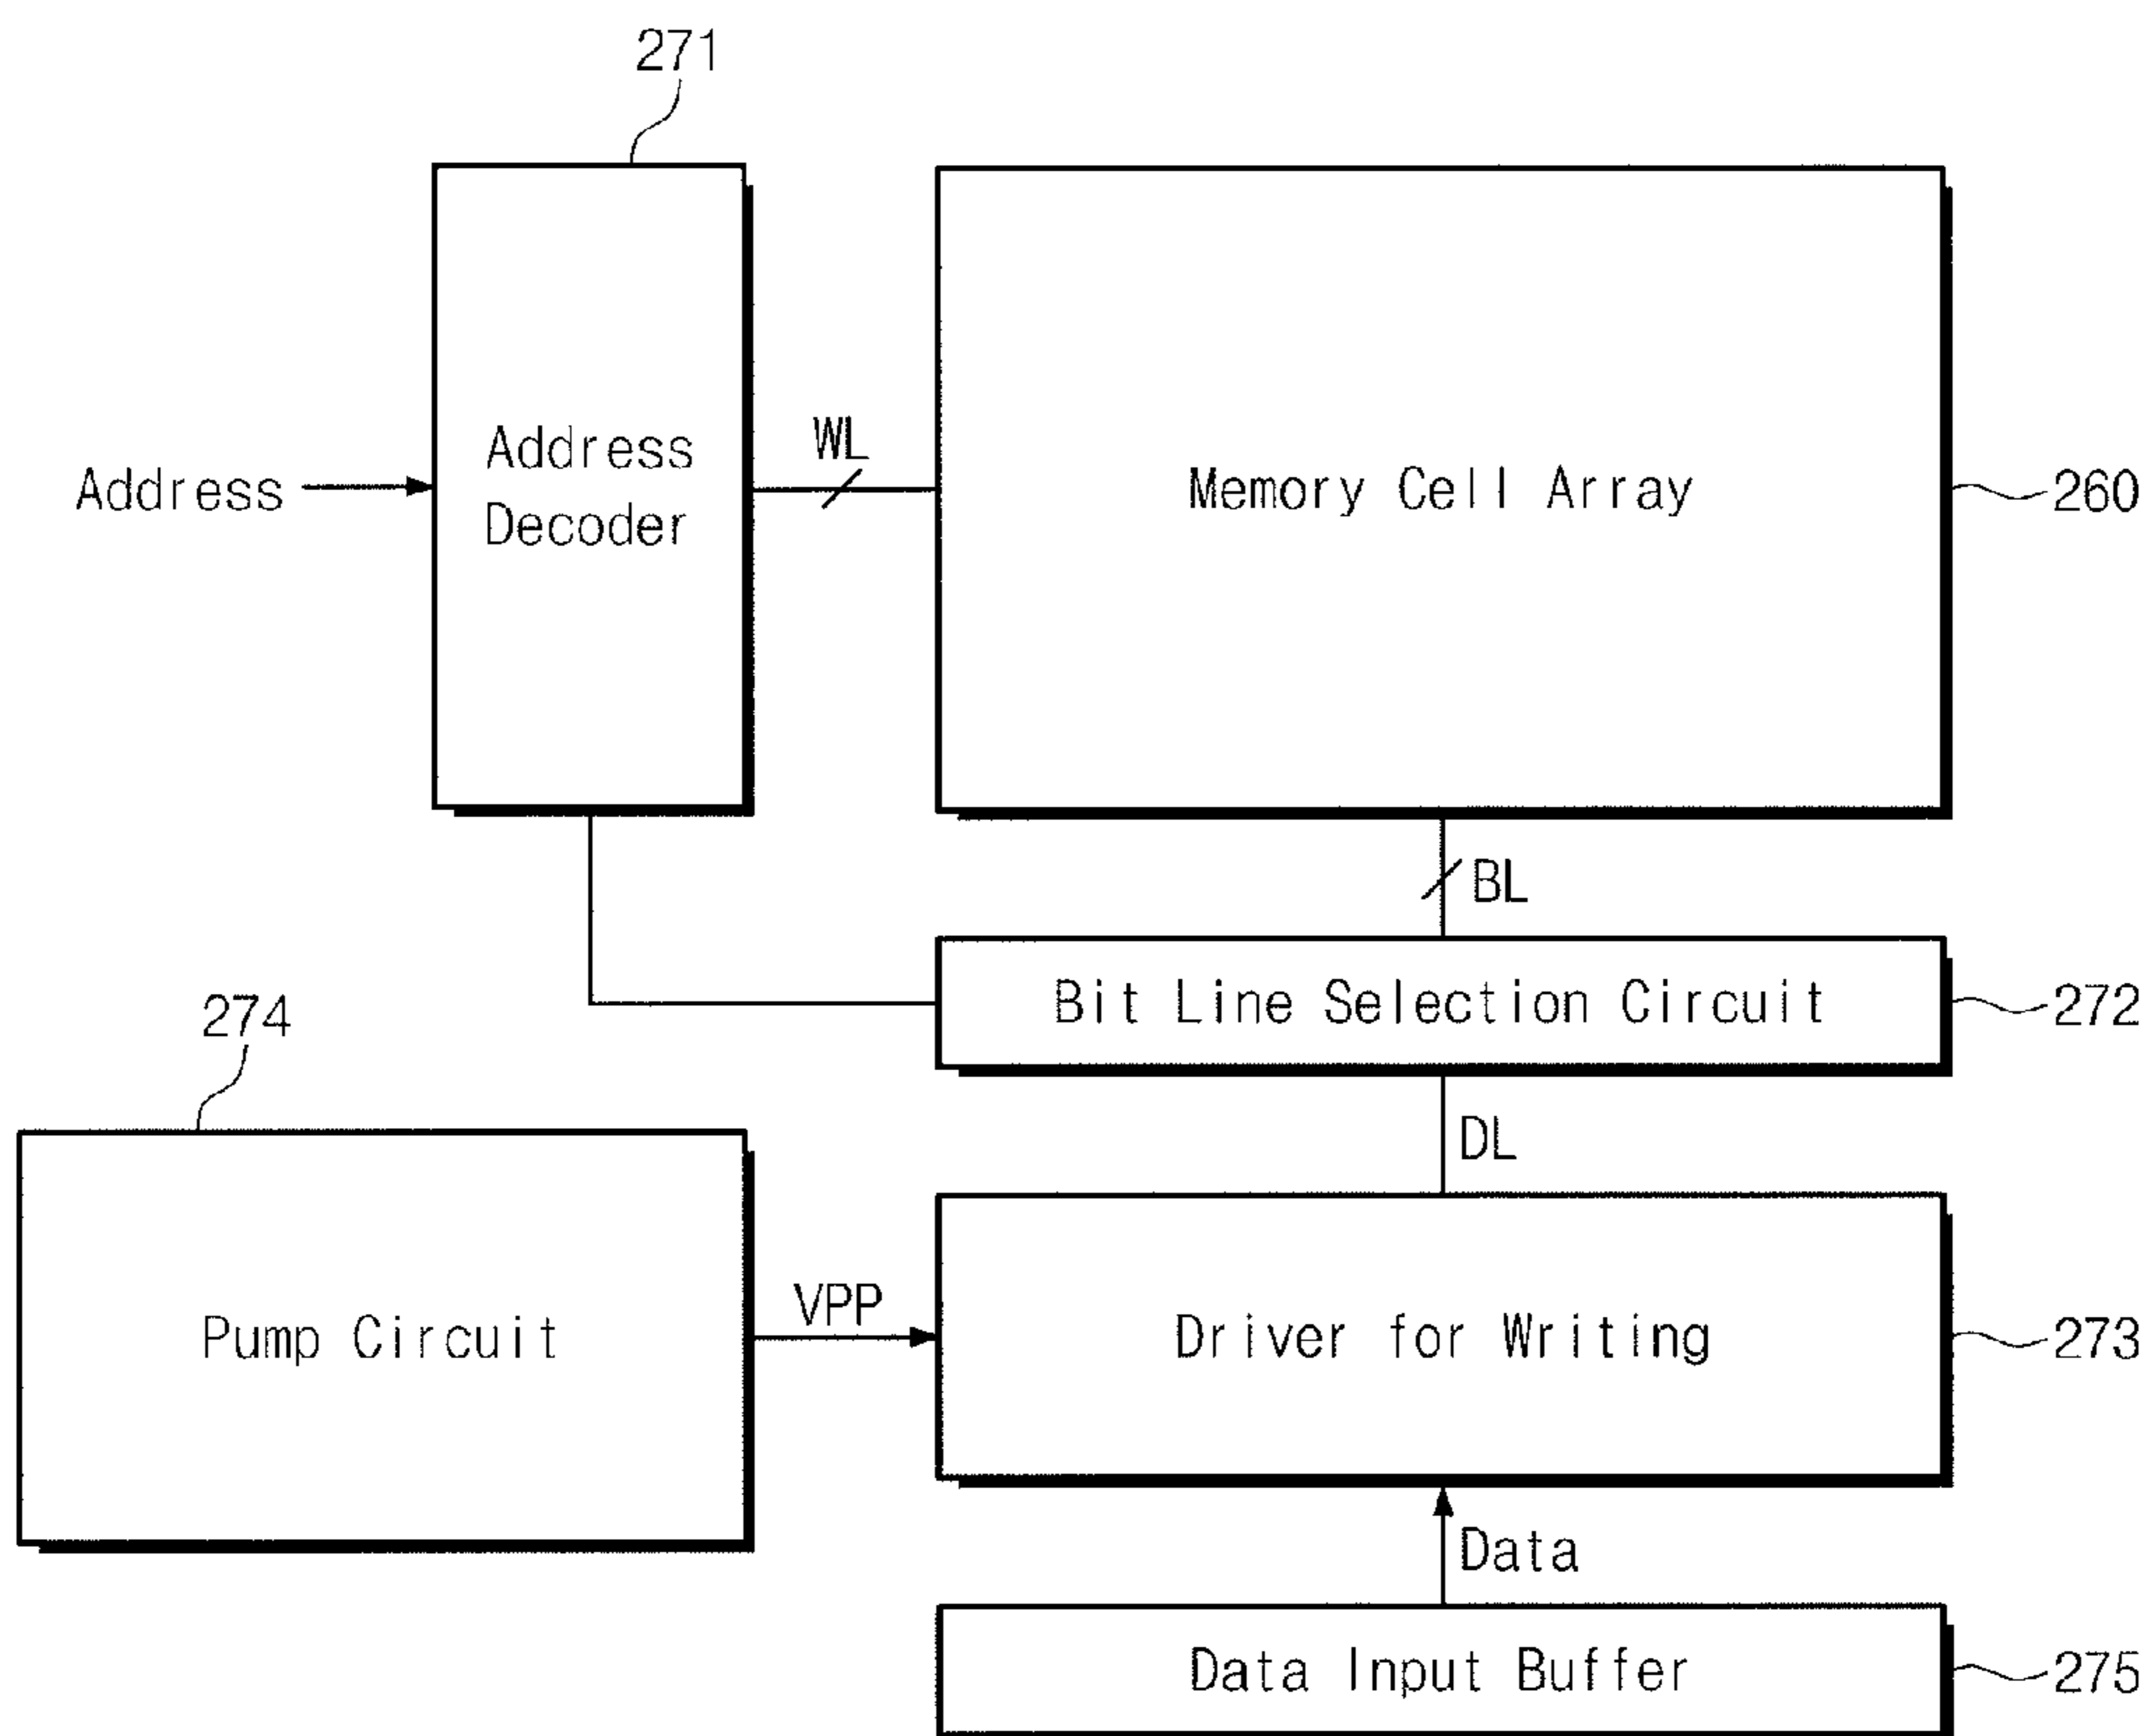 271
Address
Address
Decoder
WL
Memory Cell Array
260
BL
Bit Line Selection Circuit
272
274
DL
Pump Circuit
VPP
Driver for Writing
273
Data
Data Input Buffer
275